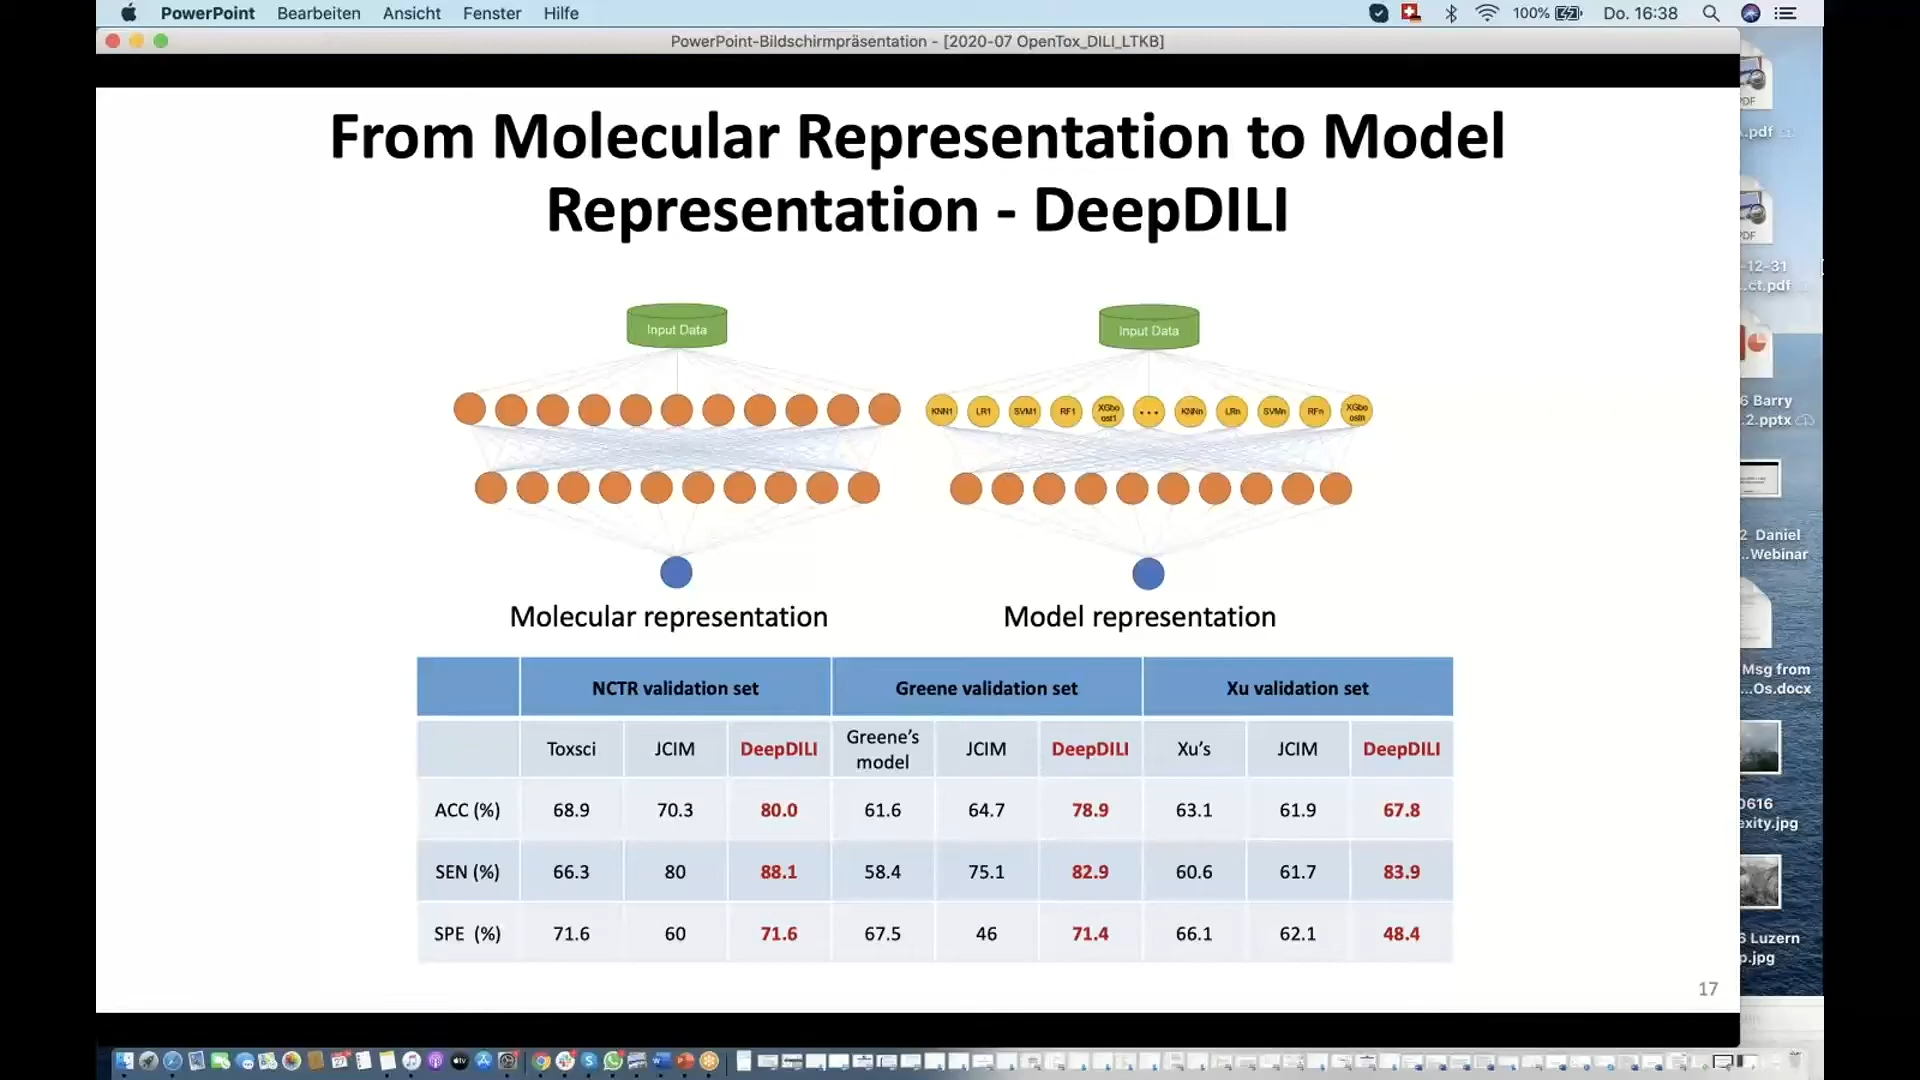 PowerPoint Bearbeiten Ansicht Fenster Hilfe 100% Do. 16:38
PowerPoint-Bildschirmpräsentation - [2020-07 OpenTox_DILI_LTKB]
From Molecular Representation to Model
Representation - DeepDILI
Input Data Input Data
KNN1 LR1 SVM1 RF1 XGbo ... KNNn LRn SVMn RFn XGbo
ost1 ostn
Molecular representation Model representation
NCTR validation set Greene validation set Xu validation set
Toxsci JCIM DeepDILI Greene’s model JCIM DeepDILI Xu’s JCIM DeepDILI
ACC (%) 68.9 70.3 80.0 61.6 64.7 78.9 63.1 61.9 67.8
SEN (%) 66.3 80 88.1 58.4 75.1 82.9 60.6 61.7 83.9
SPE (%) 71.6 60 71.6 67.5 46 71.4 66.1 62.1 48.4
17
PDF
.pdf
PDF
-12-31
...ct.pdf
6 Barry
.2.pptx
2 Daniel
...Webinar
Msg from
...Os.docx
0616
exity.jpg
6 Luzern
p.jpg